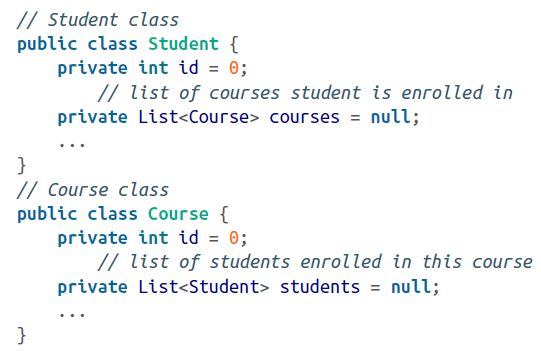 // Student class
public class Student {
    private int id = 0;
        // list of courses student is enrolled in
    private List<Course> courses = null;
    ...
}
// Course class
public class Course {
    private int id = 0;
        // list of students enrolled in this course
    private List<Student> students = null;
    ...
}